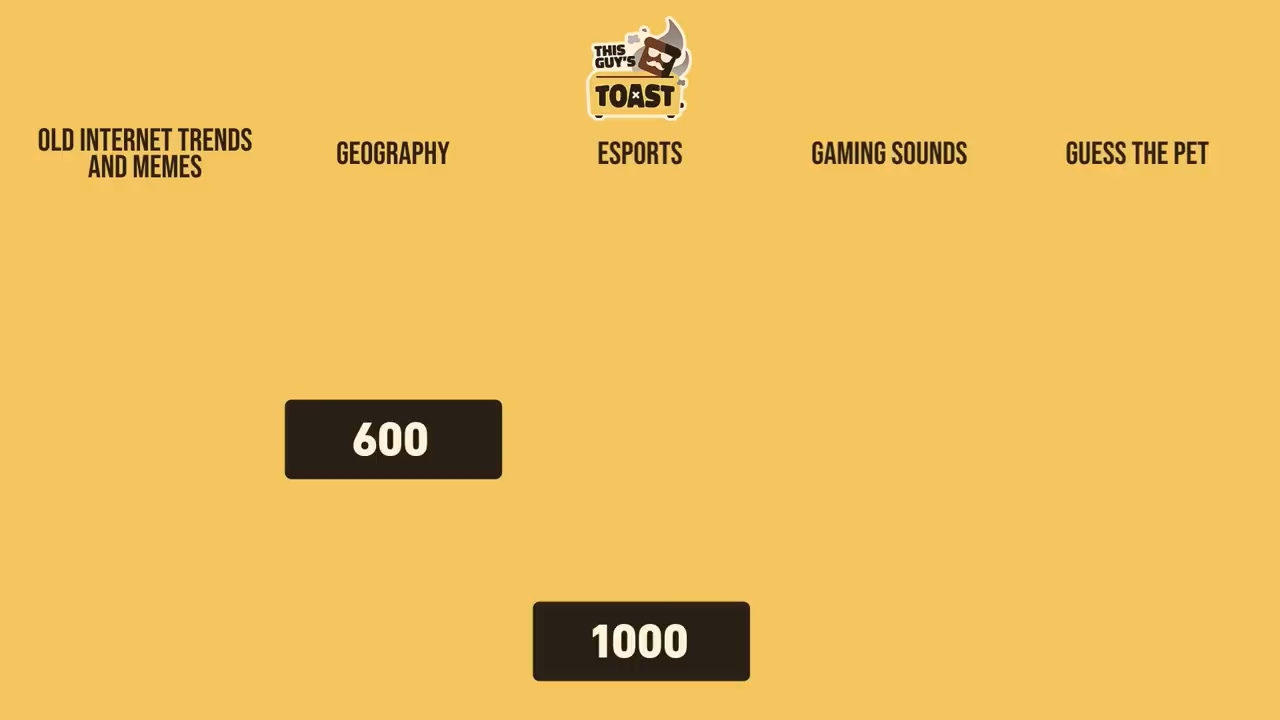 THIS
GUY'S
TOAST
OLD INTERNET TRENDS
AND MEMES
GEOGRAPHY
ESPORTS
GAMING SOUNDS
GUESS THE PET
600
1000